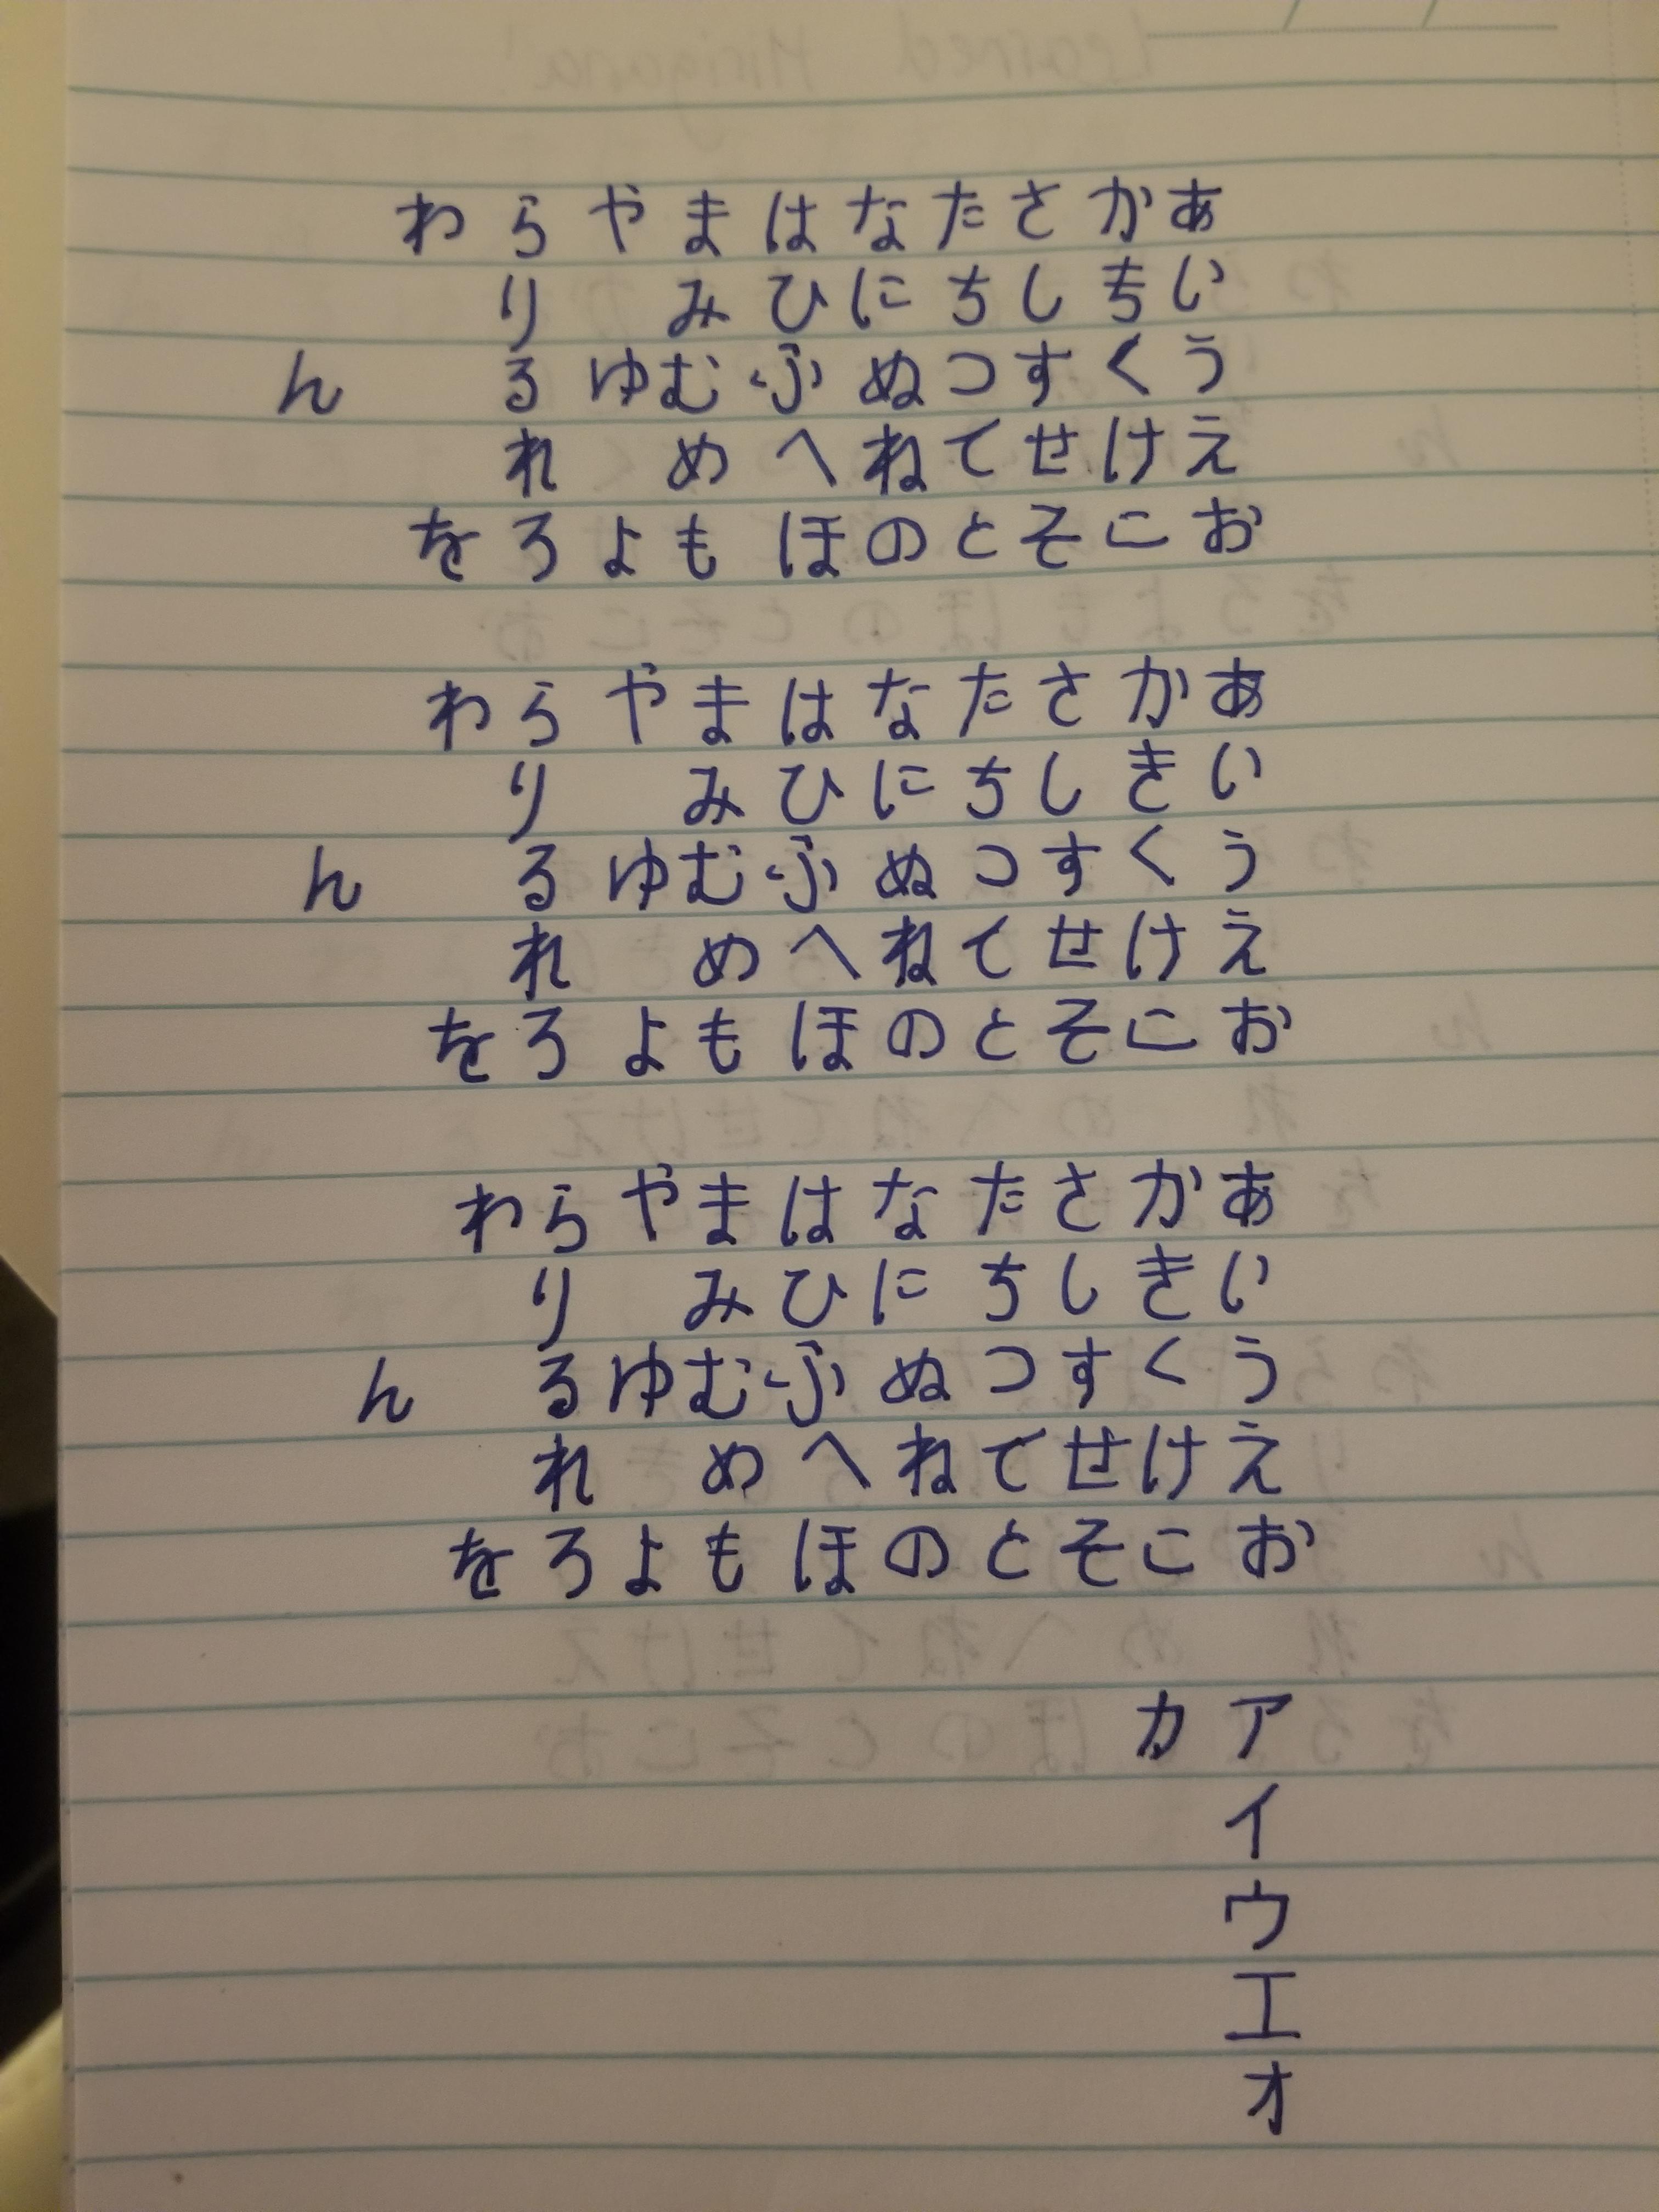 わ ら や ま は な た さ か あ
り み ひ に ち し き い
ん る ゆ む ふ ぬ つ す く う
れ め へ ね て せ け え
を ろ よ も ほ の と そ こ お
わ ら や ま は な た さ か あ
り み ひ に ち し き い
ん る ゆ む ふ ぬ つ す く う
れ め へ ね て せ け え
を ろ よ も ほ の と そ こ お
わ ら や ま は な た さ か あ
り み ひ に ち し き い
ん る ゆ む ふ ぬ つ す く う
れ め へ ね て せ け え
を ろ よ も ほ の と そ こ お
カ ア
イ
ウ
エ
オ